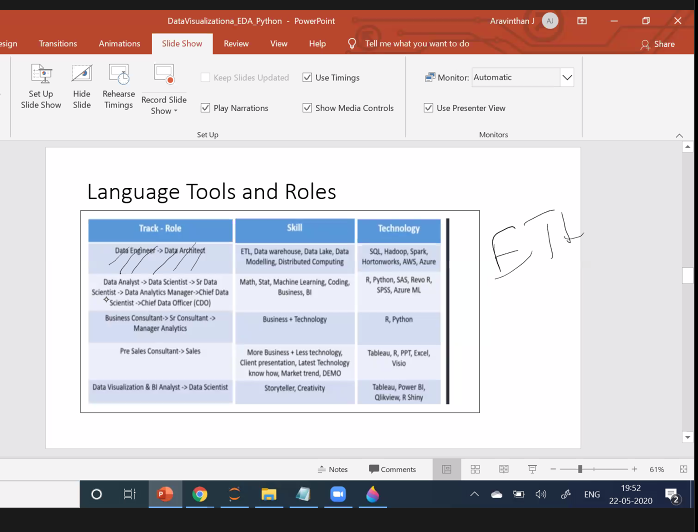 DataVisualizationa_EDA_Python - PowerPoint
Aravinthan J
AJ
esign Transitions Animations Slide Show Review View Help Tell me what you want to do Share
Set Up
Slide Show
Hide
Slide
Rehearse
Timings
Record Slide
Show
Keep Slides Updated
Play Narrations
Use Timings
Show Media Controls
Set Up
Monitor: Automatic
Use Presenter View
Monitors
Language Tools and Roles
Track - Role Skill Technology
Data Engineer -> Data Architect
ETL, Data warehouse, Data Lake, Data
Modelling, Distributed Computing
SQL, Hadoop, Spark,
Hortonworks, AWS, Azure
Data Analyst -> Data Scientist -> Sr Data
Scientist -> Data Analytics Manager->Chief Data
Scientist ->Chief Data Officer (CDO)
Math, Stat, Machine Learning, Coding,
Business, BI
R, Python, SAS, Revo R,
SPSS, Azure ML
Business Consultant-> Sr Consultant ->
Manager Analytics
Business + Technology
R, Python
Pre Sales Consultant-> Sales
More Business + Less technology,
Client presentation, Latest Technology
know how, Market trend, DEMO
Tableau, R, PPT, Excel,
Visio
Data Visualization & BI Analyst -> Data Scientist
Storyteller, Creativity
Tableau, Power BI,
Qlikview, R Shiny
ETL
Notes Comments 61%
ENG
19:52
22-05-2020
2